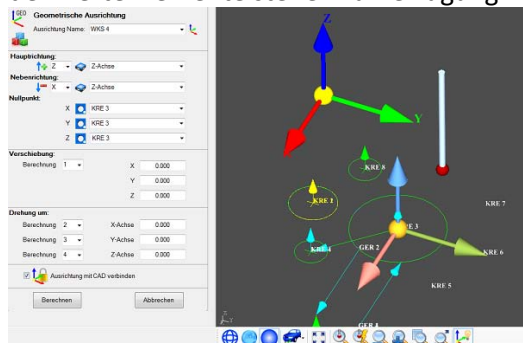 GEO Geometrische Ausrichtung
Ausrichtung Name: WKS 4
Hauptrichtung:
Z Z-Achse
Nebenrichtung:
X Z-Achse
Nullpunkt:
X KRE 3
Y KRE 3
Z KRE 3
Verschiebung:
Berechnung 1 X 0.000
Y 0.000
Z 0.000
Drehung um:
Berechnung 2 X-Achse 0.000
Berechnung 3 Y-Achse 0.000
Berechnung 4 Z-Achse 0.000
Ausrichtung mit CAD verbinden
Berechnen Abbrechen
Z
Y
KRE 8
KRE 1
KRE 7
E 3
GER 2
KRE 6
KRE 5